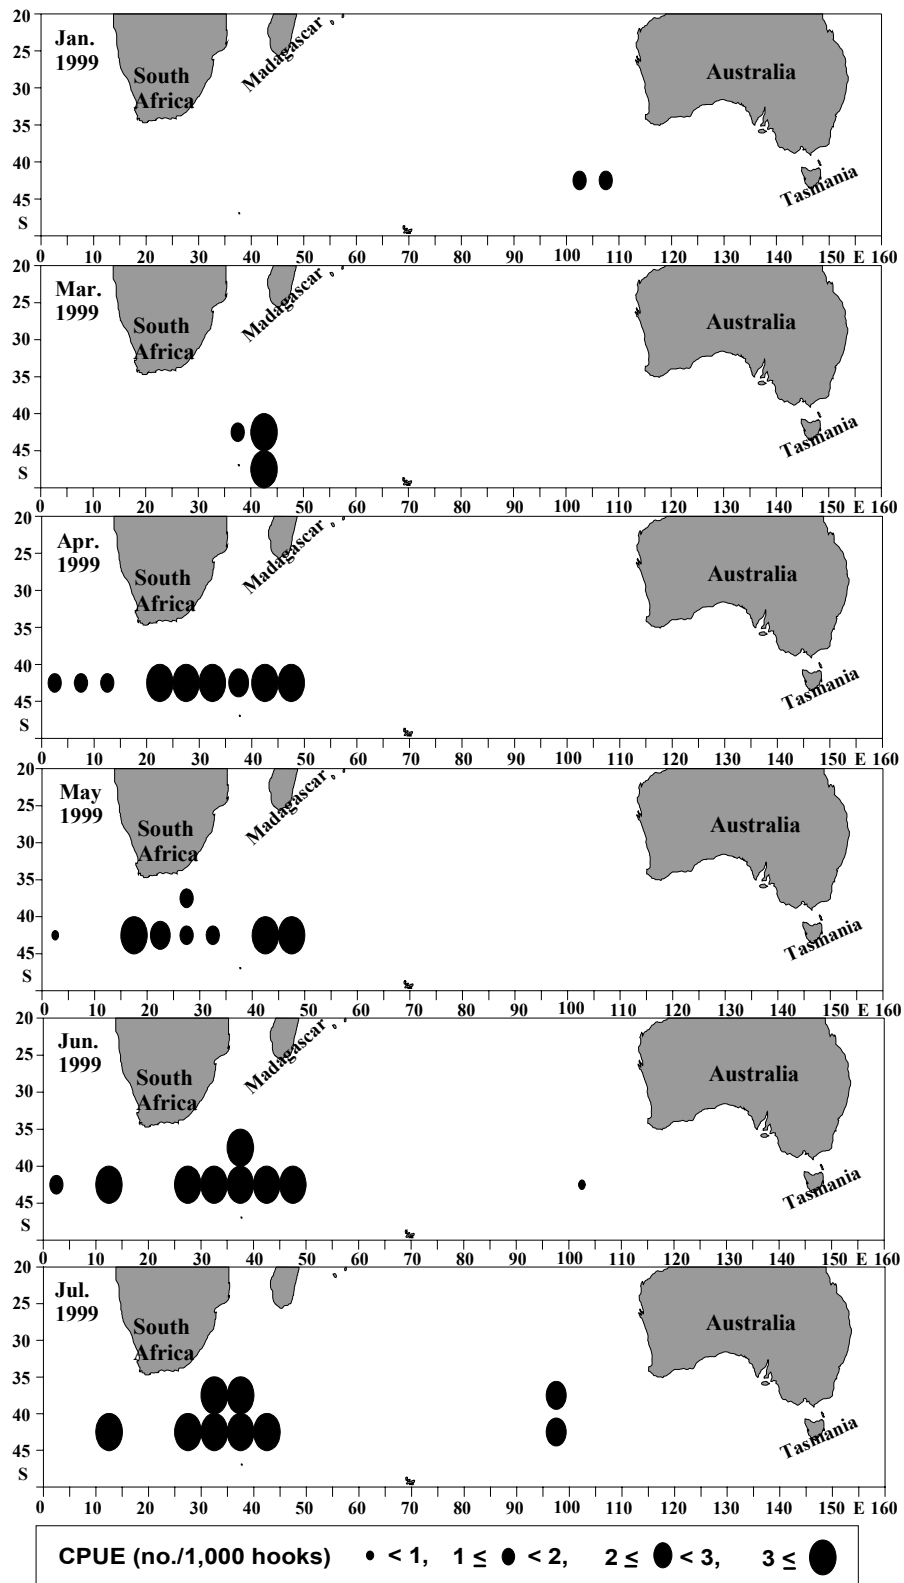 20
Jan.
1999
25
South
Africa
Madagascar
Australia
30
35
40
Tasmania
45
S
0 10 20 30 40 50 60 70 80 90 100 110 120 130 140 150 E 160
20
Mar.
1999
25
South
Africa
Madagascar
Australia
30
35
40
Tasmania
45
S
0 10 20 30 40 50 60 70 80 90 100 110 120 130 140 150 E 160
20
Apr.
1999
25
South
Africa
Madagascar
Australia
30
35
40
Tasmania
45
S
0 10 20 30 40 50 60 70 80 90 100 110 120 130 140 150 E 160
20
May
1999
25
South
Africa
Madagascar
Australia
30
35
40
Tasmania
45
S
0 10 20 30 40 50 60 70 80 90 100 110 120 130 140 150 E 160
20
Jun.
1999
25
South
Africa
Madagascar
Australia
30
35
40
Tasmania
45
S
0 10 20 30 40 50 60 70 80 90 100 110 120 130 140 150 E 160
20
Jul.
1999
25
South
Africa
Australia
30
35
40
Tasmania
45
S
0 10 20 30 40 50 60 70 80 90 100 110 120 130 140 150 160
CPUE (no./1,000 hooks) < 1, 1 ≤ < 2, 2 ≤ < 3, 3 ≤